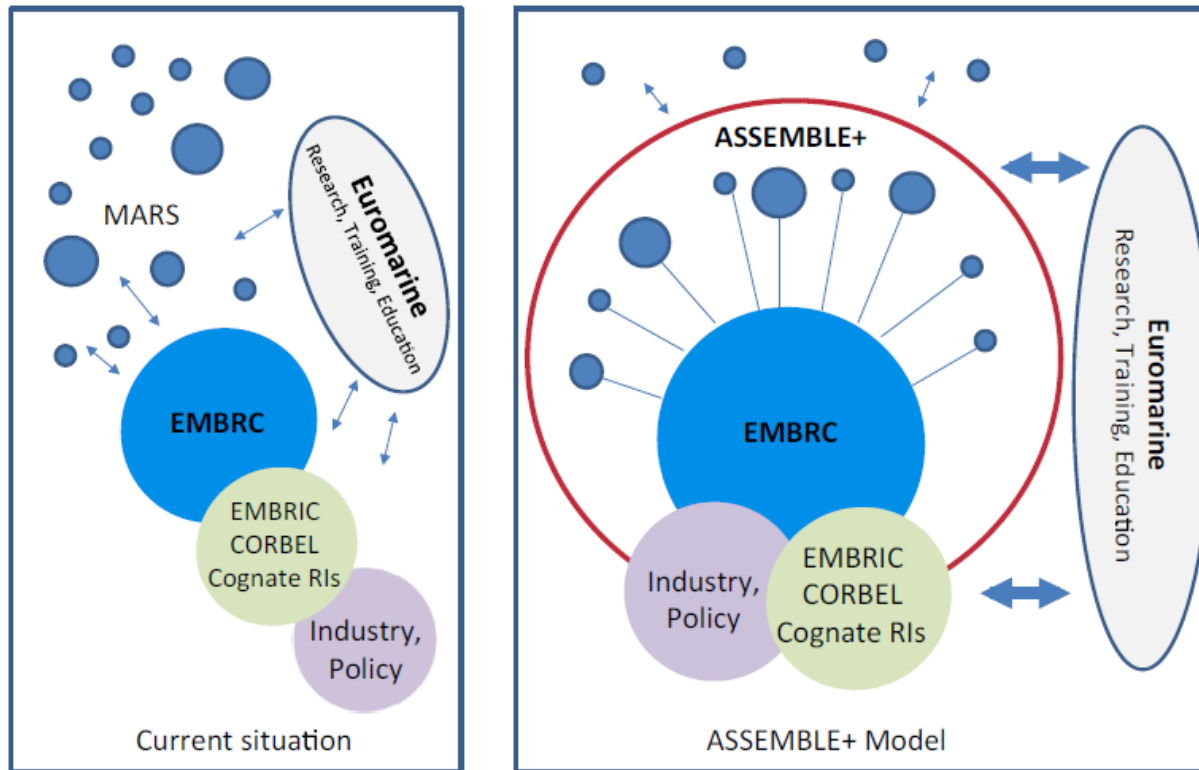 MARS
Euromarine
Research, Training, Education
EMBRC
EMBRIC
CORBEL
Cognate RIs
Industry,
Policy
Current situation
ASSEMBLE+
EMBRC
Industry,
Policy
EMBRIC
CORBEL
Cognate RIs
Euromarine
Research, Training, Education
ASSEMBLE+ Model